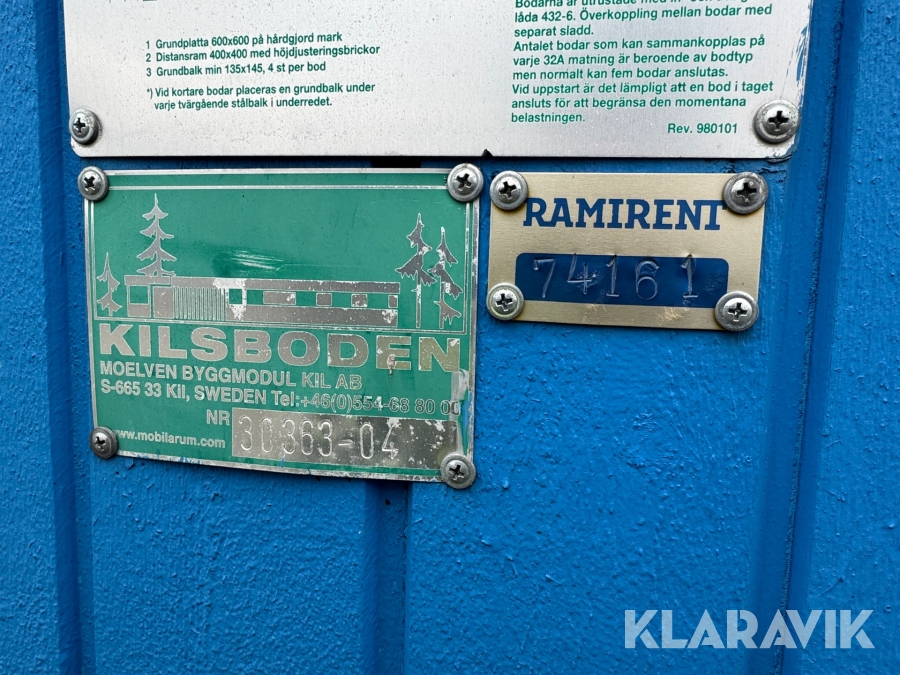 1 Grundplatta 600x600 på hårdgjord mark
2 Distansram 400x400 med höjdjusteringsbrickor
3 Grundbalk min 135x145, 4 st per bod
*) Vid kortare bodar placeras en grundbalk under
varje tvärgående stålbalk i underredet.
Bodarna är utrustade med
låda 432-6. Överkoppling mellan bodar med
separat sladd.
Antalet bodar som kan sammankopplas på
varje 32A matning är beroende av bodtyp
men normalt kan fem bodar anslutas.
Vid uppstart är det lämpligt att en bod i taget
ansluts för att begränsa den momentana
belastningen.
Rev. 980101
KILSBODEN
MOELVEN BYGGMODUL KIL AB
S-665 33 Kil, SWEDEN Tel:+46(0)554-68 80 00
NR 30363-04
www.mobilarum.com
RAMIRENT
74161
KLARAVIK